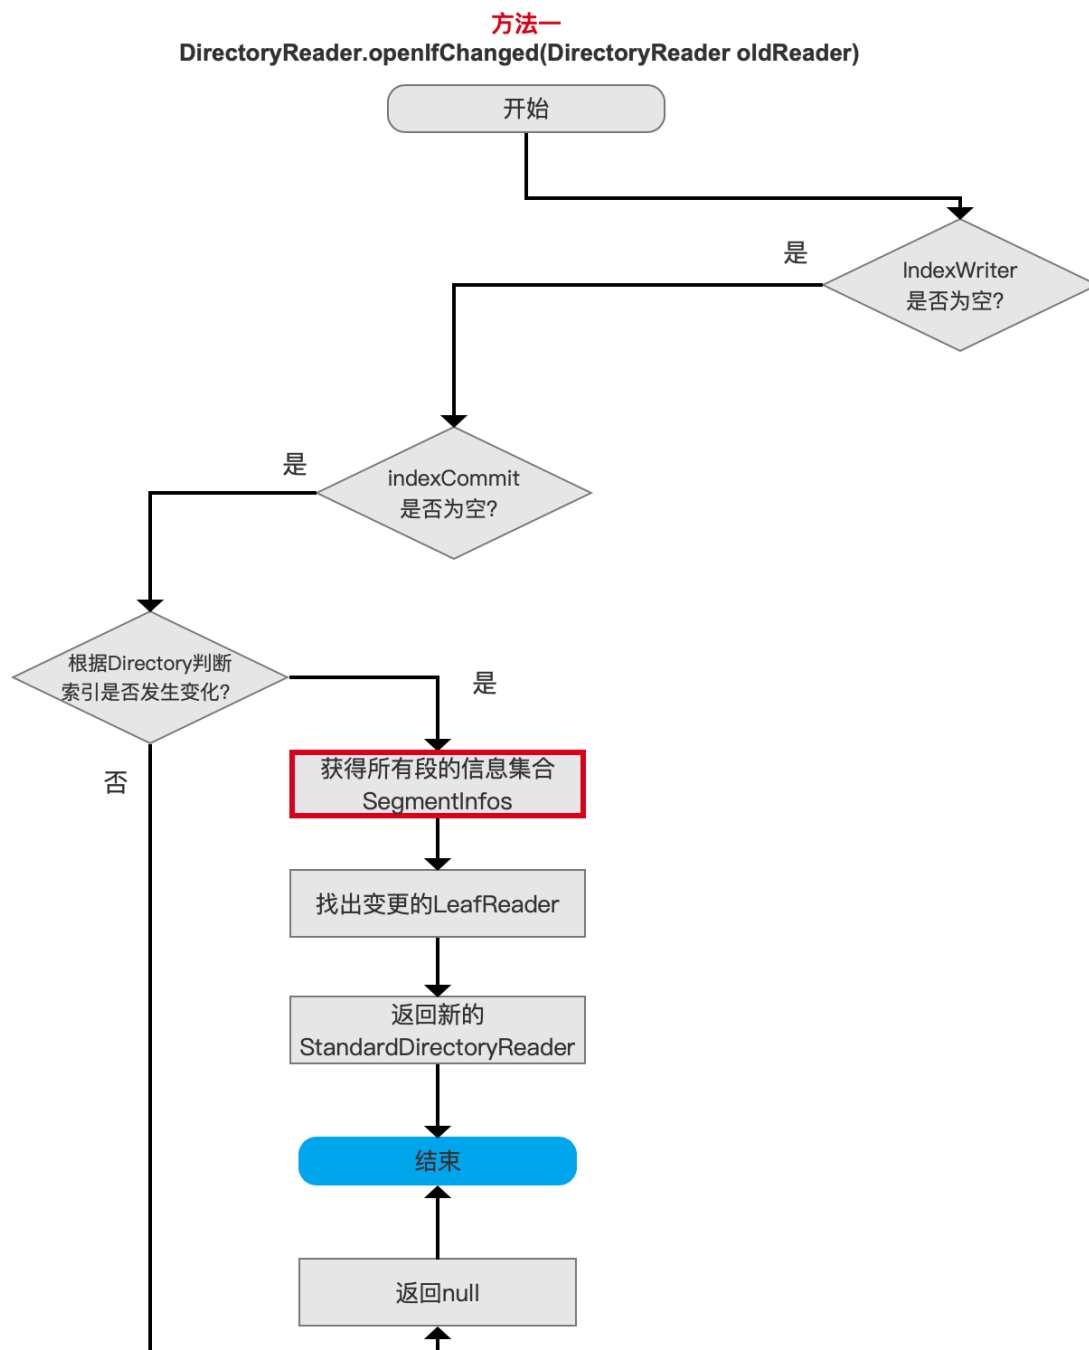 方法一
DirectoryReader.openIfChanged(DirectoryReader oldReader)
开始
是
IndexWriter
是否为空?
是
indexCommit
是否为空?
根据Directory判断
索引是否发生变化?
是
否
获得所有段的信息集合
SegmentInfos
找出变更的LeafReader
返回新的
StandardDirectoryReader
结束
返回null